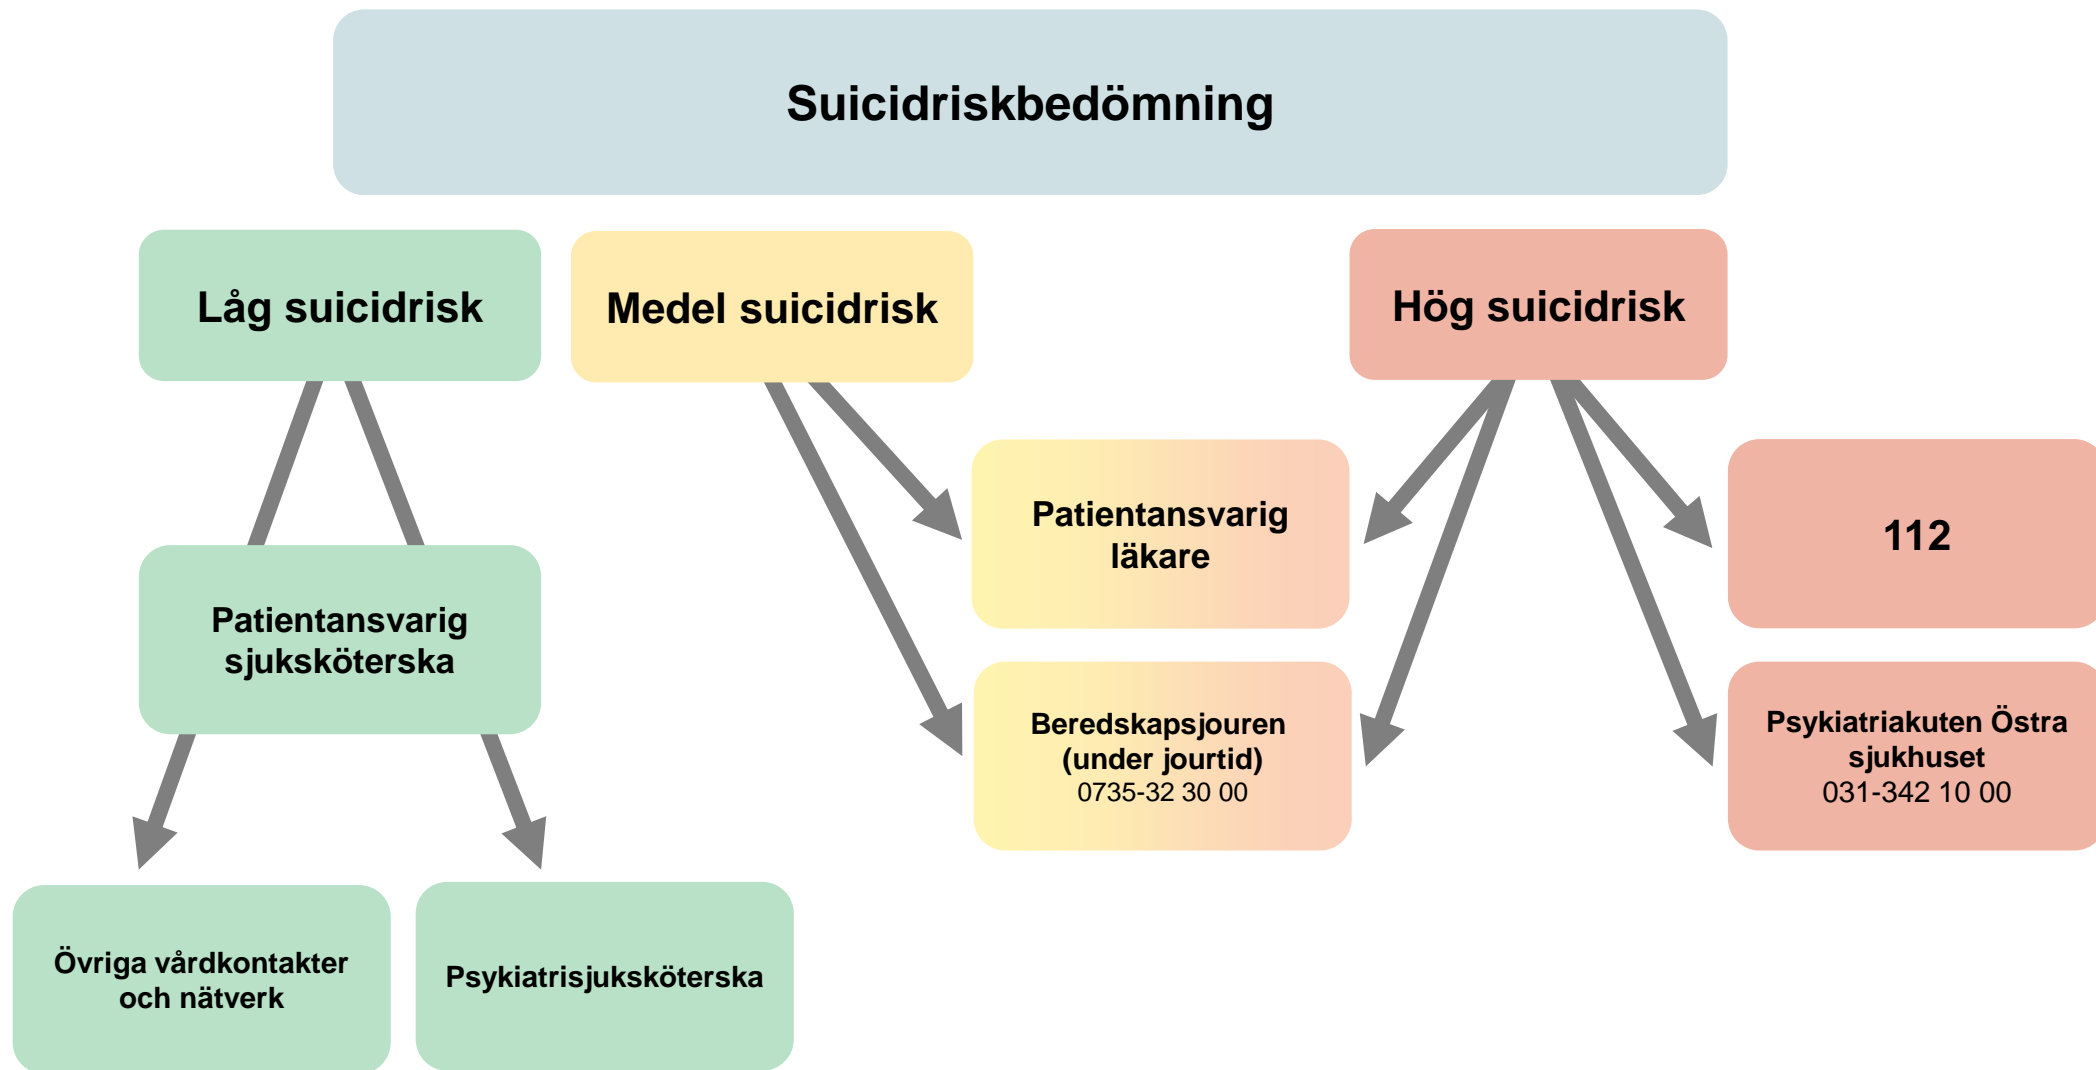 Suicidriskbedömning
Låg suicidrisk
Medel suicidrisk
Hög suicidrisk
Patientansvarig
läkare
112
Patientansvarig
sjuksköterska
Beredskapsjouren
(under jourtid)
0735-32 30 00
Psykiatriakuten Östra
sjukhuset
031-342 10 00
Övriga vårdkontakter
och nätverk
Psykiatrisjuksköterska